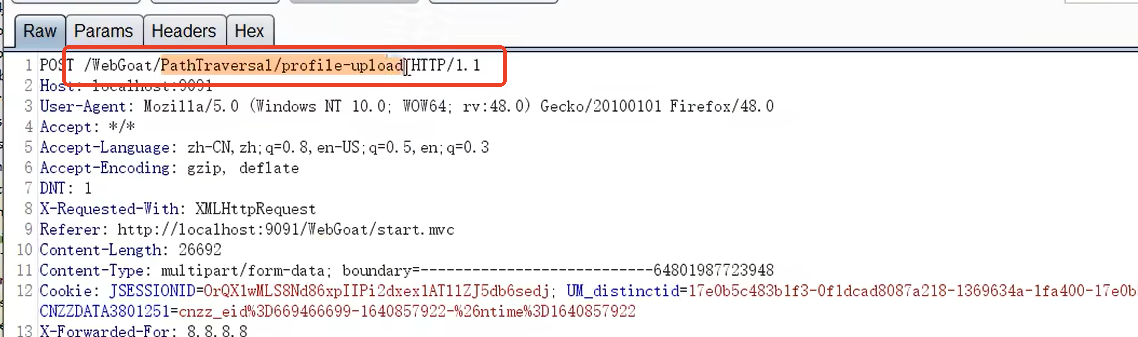 Raw Params Headers Hex
1 POST /WebGoat/PathTraversal/profile-upload HTTP/1.1
2 Host: localhost:9091
3 User-Agent: Mozilla/5.0 (Windows NT 10.0; WOW64; rv:48.0) Gecko/20100101 Firefox/48.0
4 Accept: */*
5 Accept-Language: zh-CN,zh;q=0.8,en-US;q=0.5,en;q=0.3
6 Accept-Encoding: gzip, deflate
7 DNT: 1
8 X-Requested-With: XMLHttpRequest
9 Referer: http://localhost:9091/WebGoat/start.mvc
10 Content-Length: 26692
11 Content-Type: multipart/form-data; boundary=---------------------------64801987723948
12 Cookie: JSESSIONID=OrQX1wMLS8Nd86xpIIPi2dxex1AT11ZJ5db6sedj; UM_distinctid=17e0b5c483b1f3-0f1dcad8087a218-1369634a-1fa400-17e0b
CNZZDATA3801251=cnzz_eid%3D669466699-1640857922-%26ntime%3D1640857922
13 X-Forwarded-For: 8.8.8.8